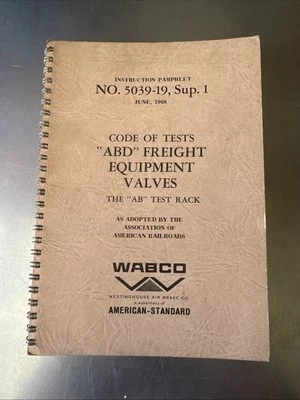 INSTRUCTION PAMPHLET
NO. 5039-19, Sup. 1
JUNE, 1968
CODE OF TESTS
"ABD" FREIGHT
EQUIPMENT
VALVES
THE "AB" TEST RACK
AS ADOPTED BY THE
ASSOCIATION OF
AMERICAN RAILROADS
WABCO
WESTINGHOUSE AIR BRAKE CO.
a subsidiary of
AMERICAN-STANDARD